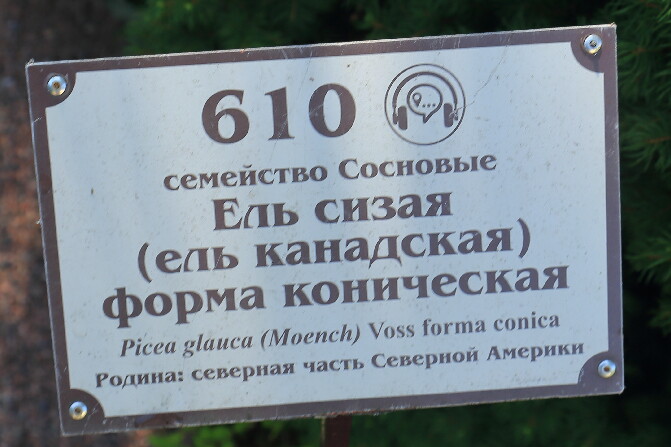 610
семейство Сосновые
Ель сизая
(ель канадская)
форма коническая
Picea glauca (Moench) Voss forma conica
Родина: северная часть Северной Америки